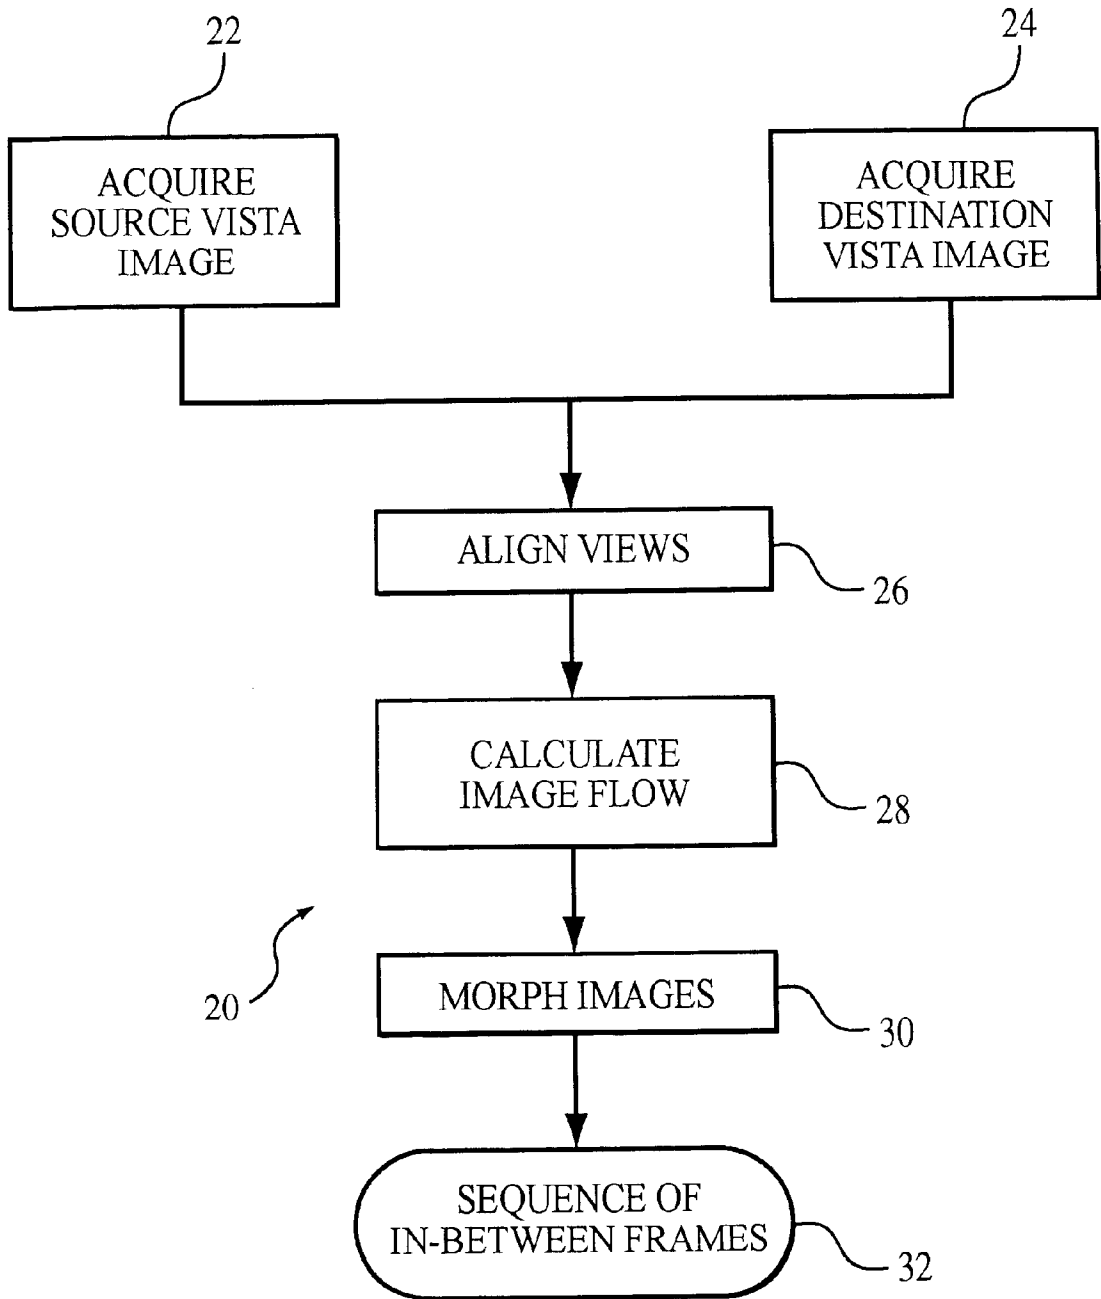 22
24
ACQUIRE
SOURCE VISTA
IMAGE
ACQUIRE
DESTINATION
VISTA IMAGE
ALIGN VIEWS
26
CALCULATE
IMAGE FLOW
28
20
MORPH IMAGES
30
SEQUENCE OF
IN-BETWEEN FRAMES
32